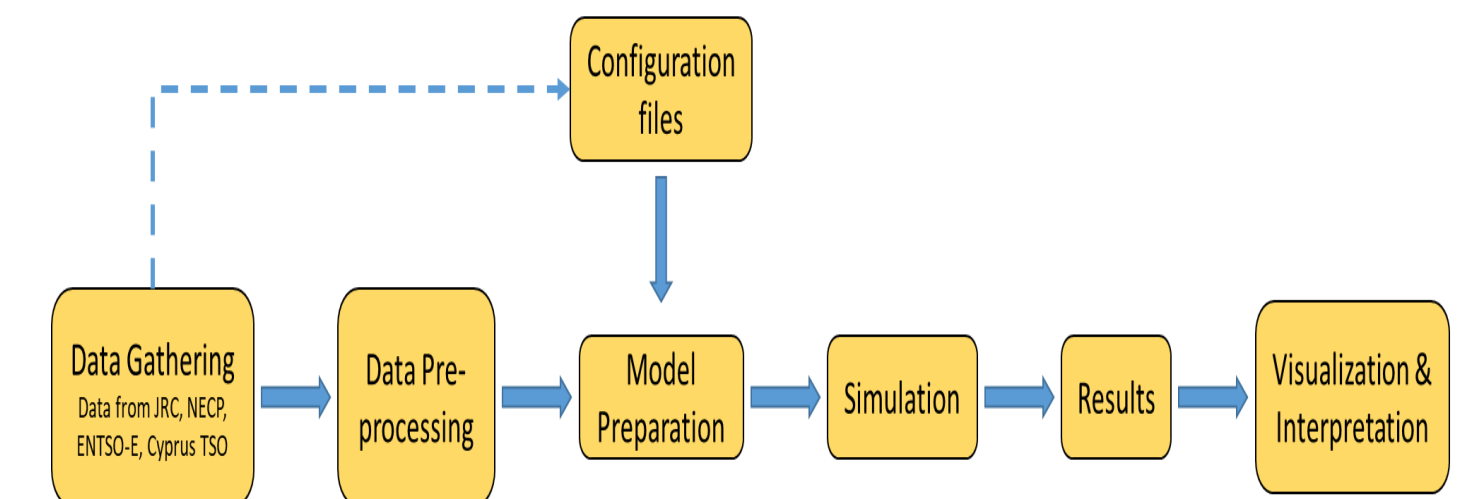 Configuration
files
Data Gathering
Data from JRC, NECP,
ENTSO-E, Cyprus TSO
Data Pre-
processing
Model
Preparation
Simulation
Results
Visualization &
Interpretation